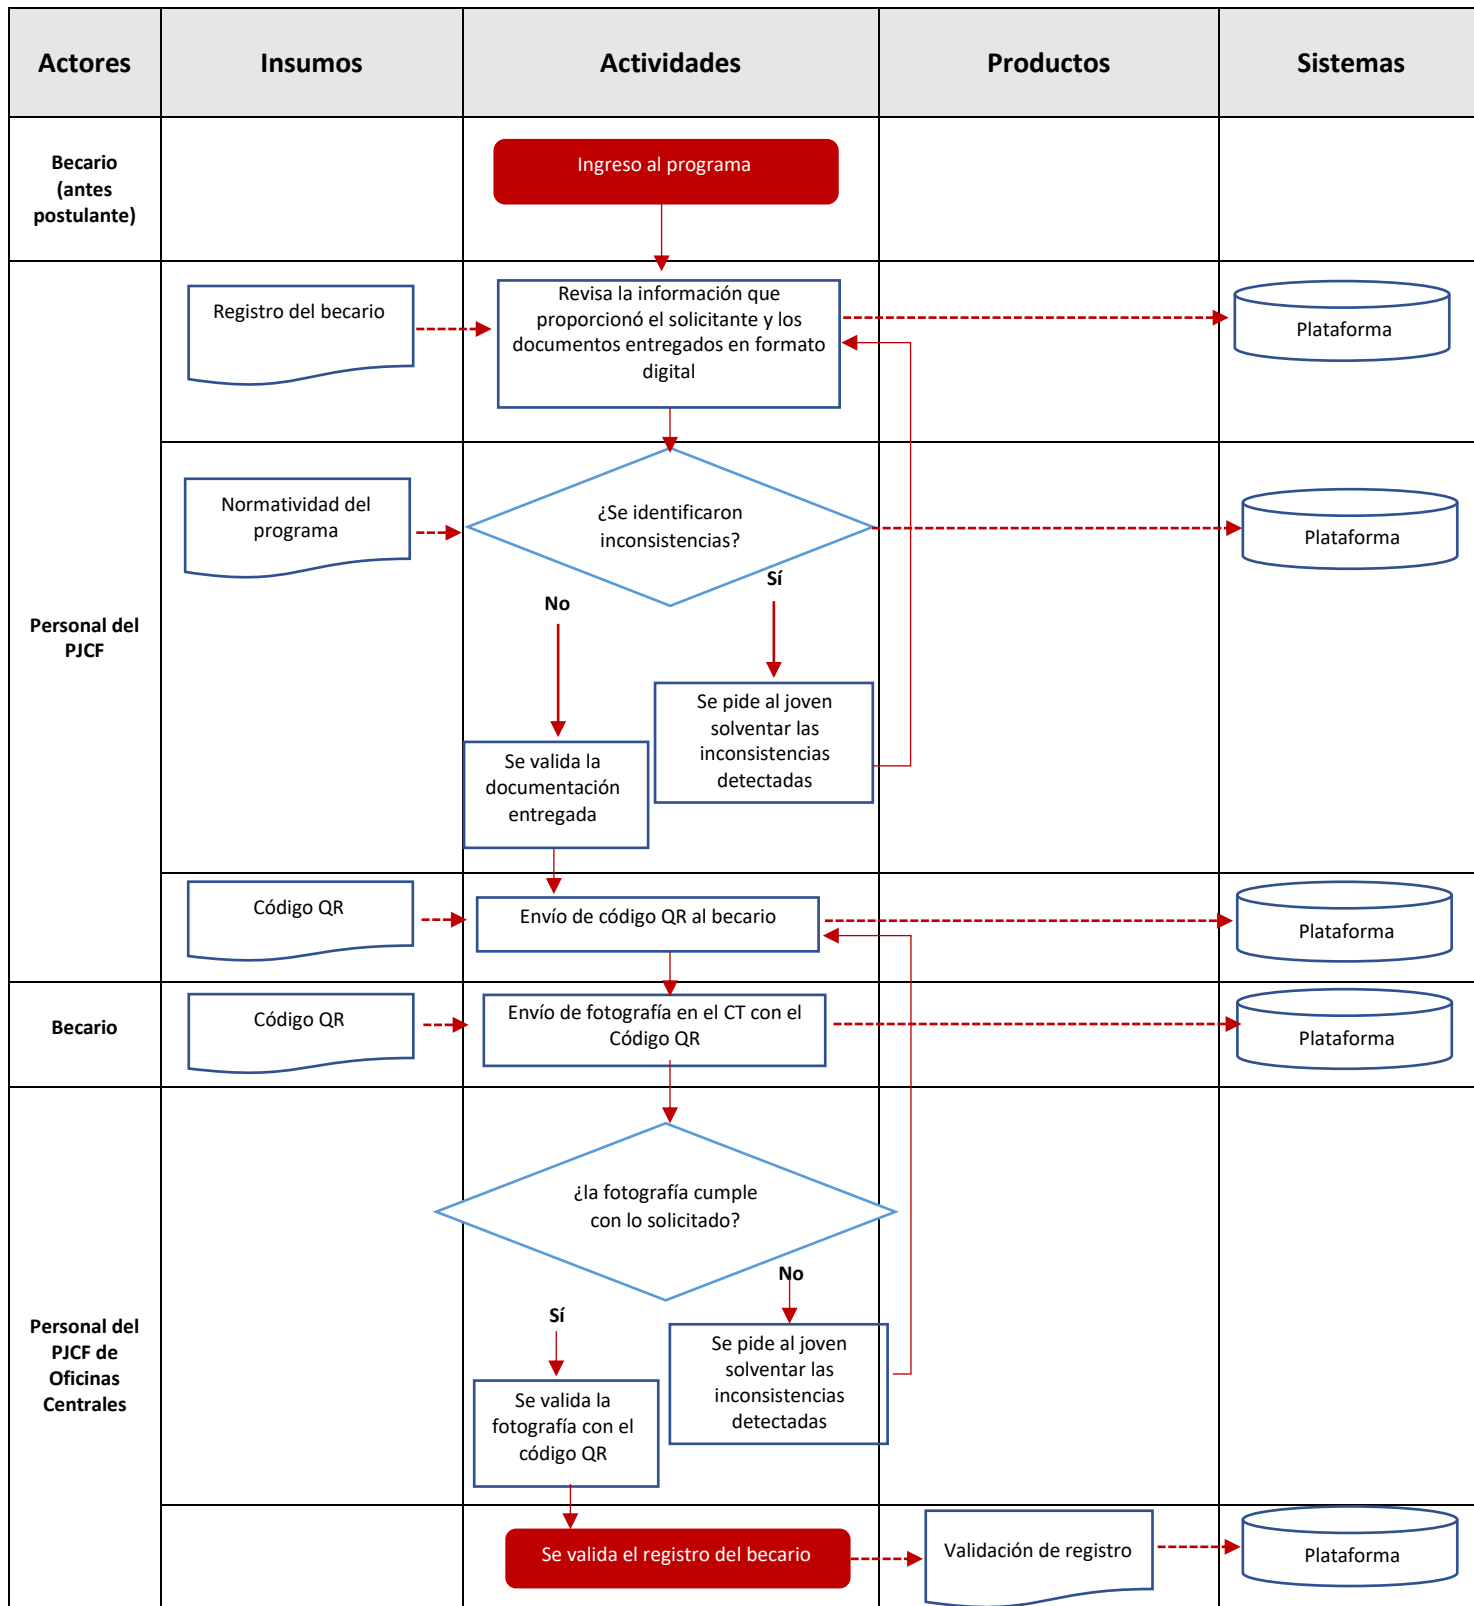 Actores
Insumos
Actividades
Productos
Sistemas
Becario
(antes
postulante)
Ingreso al programa
Personal del
PJCF
Registro del becario
Revisa la información que
proporcionó el solicitante y los
documentos entregados en formato
digital
Plataforma
Normatividad del
programa
¿Se identificaron
inconsistencias?
Plataforma
Sí
No
Se pide al joven
solventar las
inconsistencias
detectadas
Se valida la
documentación
entregada
Código QR
Envío de código QR al becario
Plataforma
Becario
Código QR
Envío de fotografía en el CT con el
Código QR
Plataforma
Personal del
PJCF de
Oficinas
Centrales
¿la fotografía cumple
con lo solicitado?
No
Sí
Se pide al joven
solventar las
inconsistencias
detectadas
Se valida la
fotografía con el
código QR
Se valida el registro del becario
Validación de registro
Plataforma